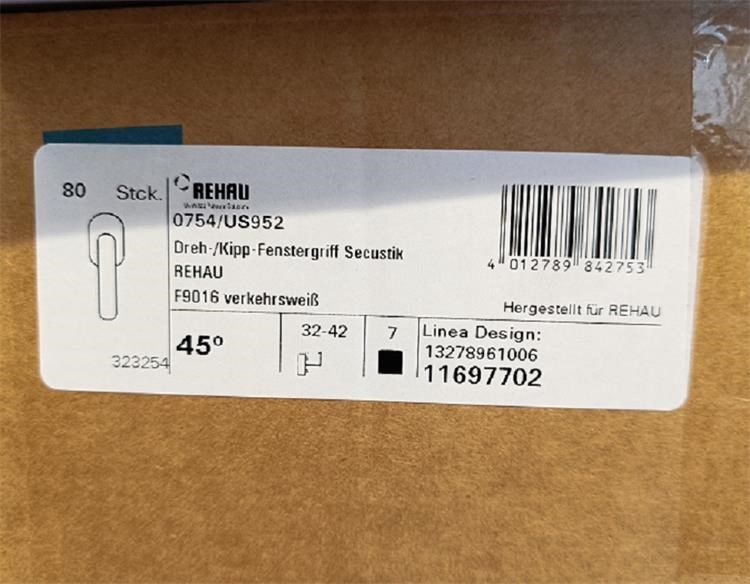 80 Stck.
REHAU
0754/US952
Dreh-/Kipp-Fenstergriff Secustik
REHAU
F9016 verkehrsweiß
4 012789 842753
Hergestellt für REHAU
323254
45°
32-42
7
Linea Design:
13278961006
11697702